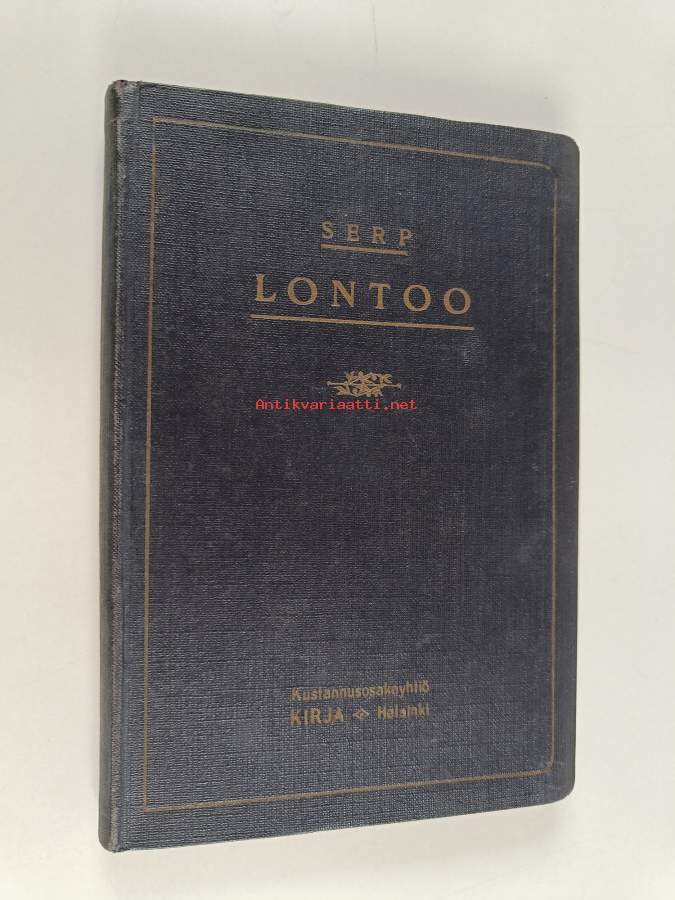 SERP
LONTOO
Antikvariaatti.net
Kustannusosakeyhtiö
KIRJA Helsinki